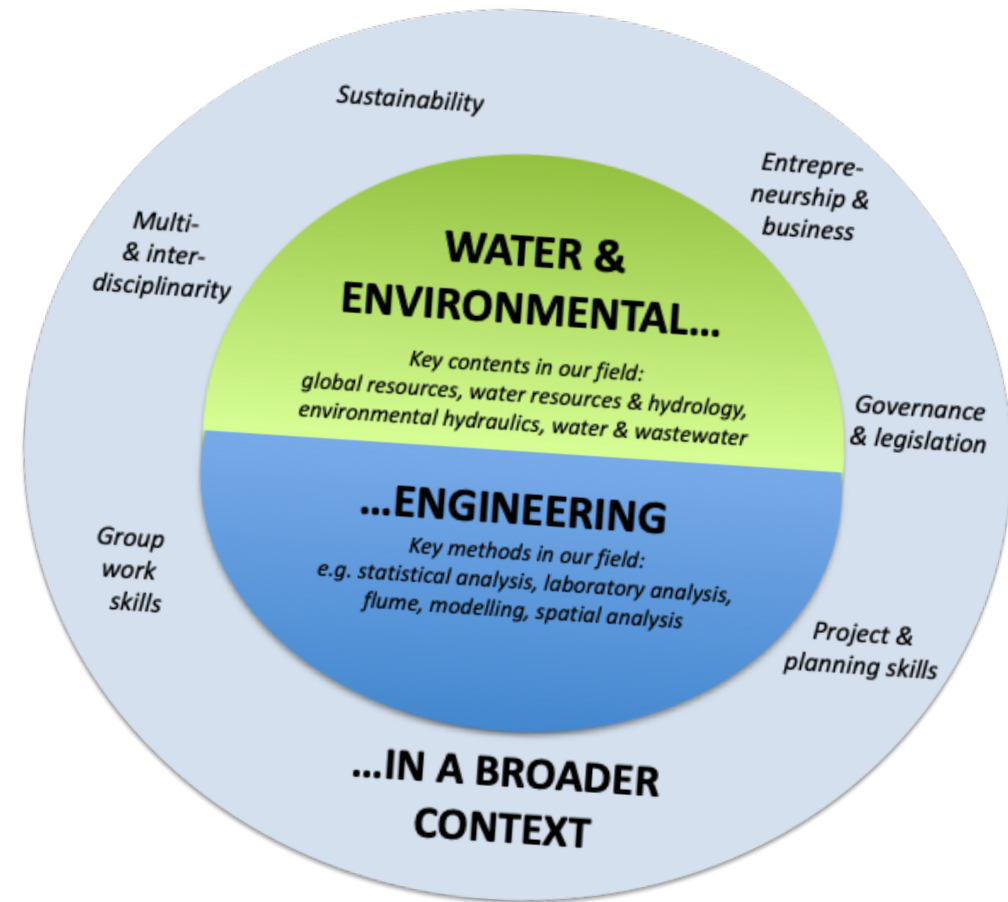 Sustainability
Entrepre-
neurship &
business
Multi-
& inter-
disciplinarity
WATER &
ENVIRONMENTAL...
Key contents in our field:
global resources, water resources & hydrology,
environmental hydraulics, water & wastewater
Governance
& legislation
...ENGINEERING
Key methods in our field:
e.g. statistical analysis, laboratory analysis,
flume, modelling, spatial analysis
Group
work
skills
Project &
planning skills
...IN A BROADER
CONTEXT